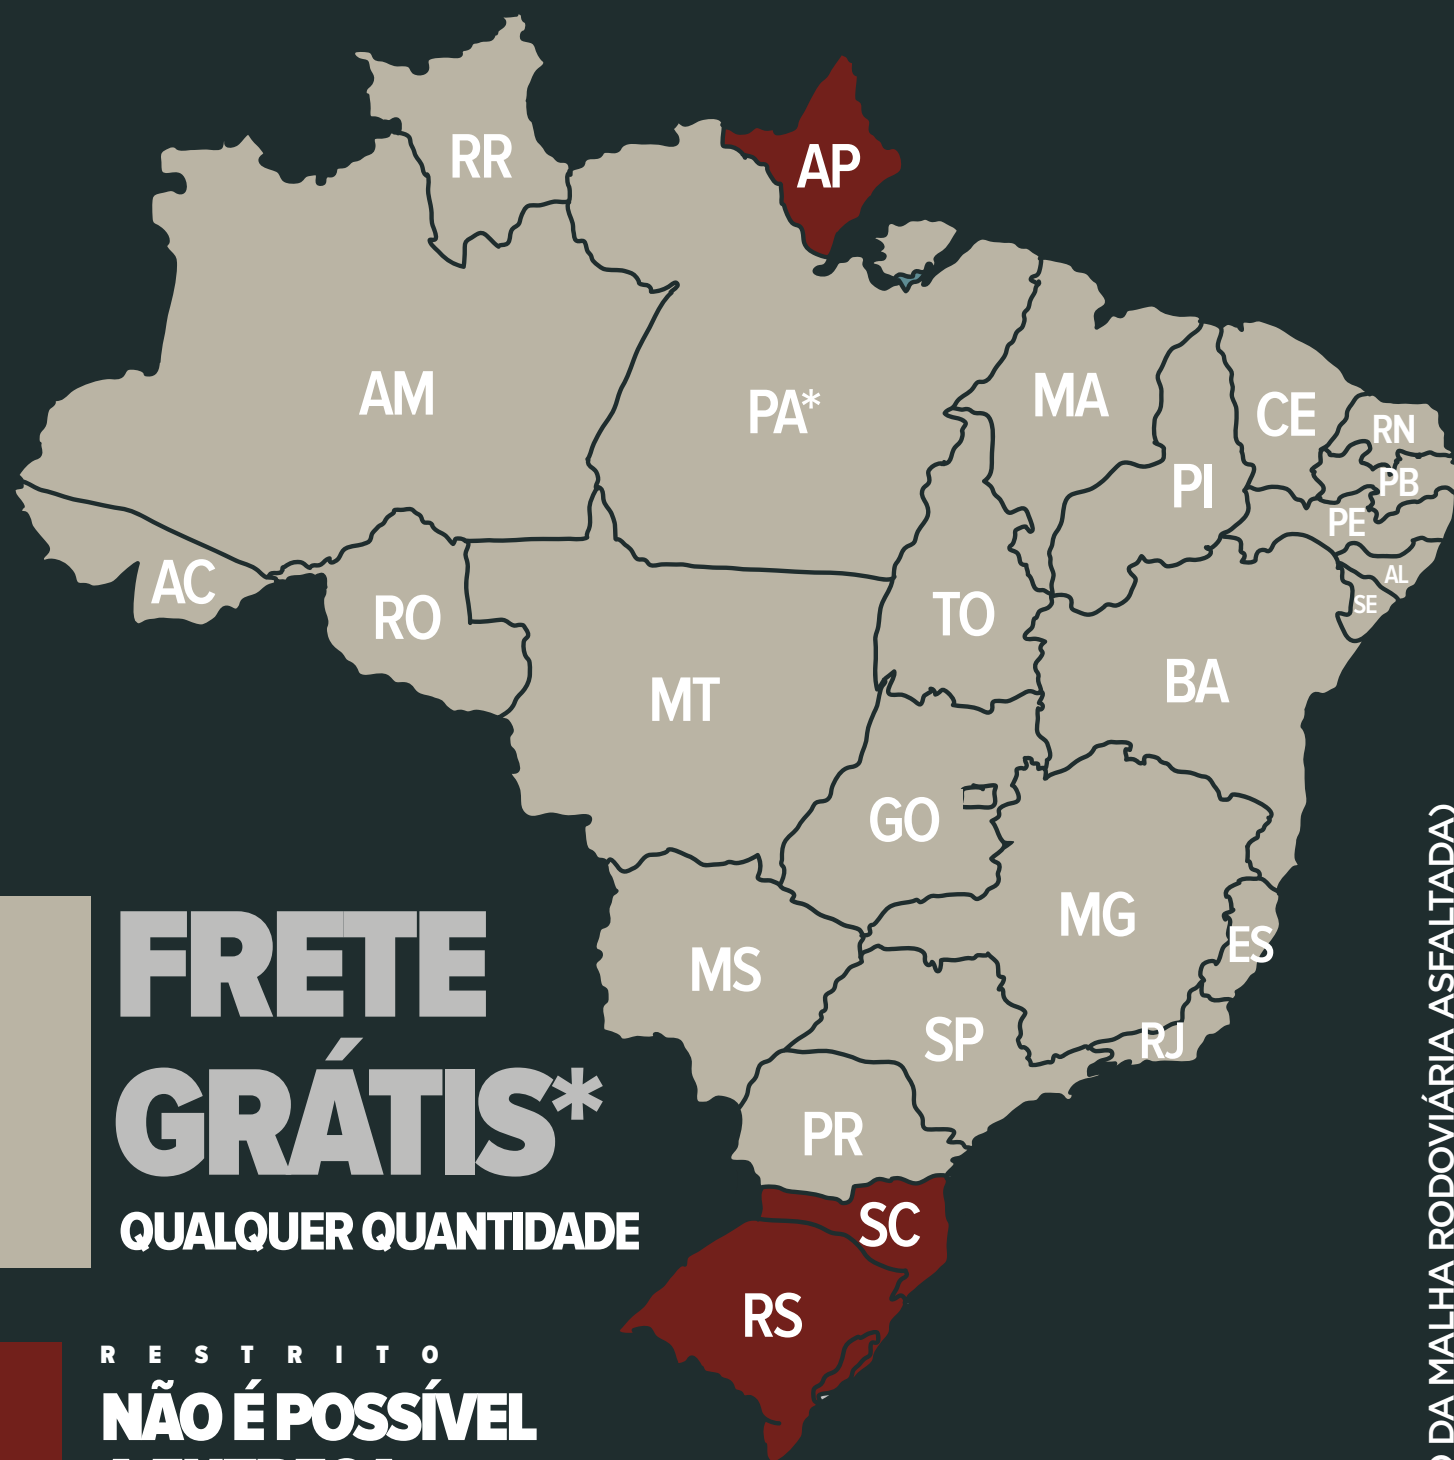 RR
AP
AM
PA*
MA
CE
RN
PI
PB
PE
AC
AL
RO
TO
SE
MT
BA
GO
MG
ES
MS
SP
RJ
PR
SC
RS
FRETE
GRÁTIS*
QUALQUER QUANTIDADE
RESTRITO
NÃO É POSSÍVEL
DA MALHA RODOVIÁRIA ASFALTADA)